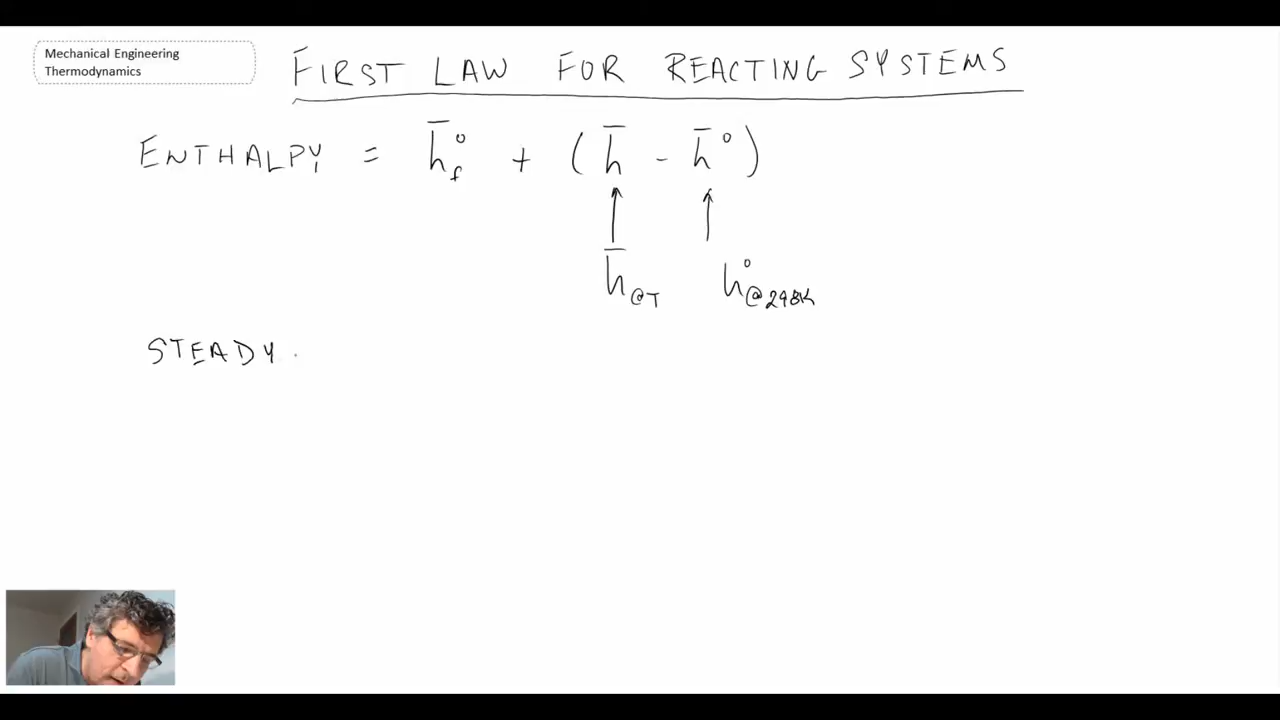 Mechanical Engineering
Thermodynamics
FIRST LAW FOR REACTING SYSTEMS
ENTHALPY = h̄°f + (h̄ - h̄°)
h̄@T h°@298K
STEADY